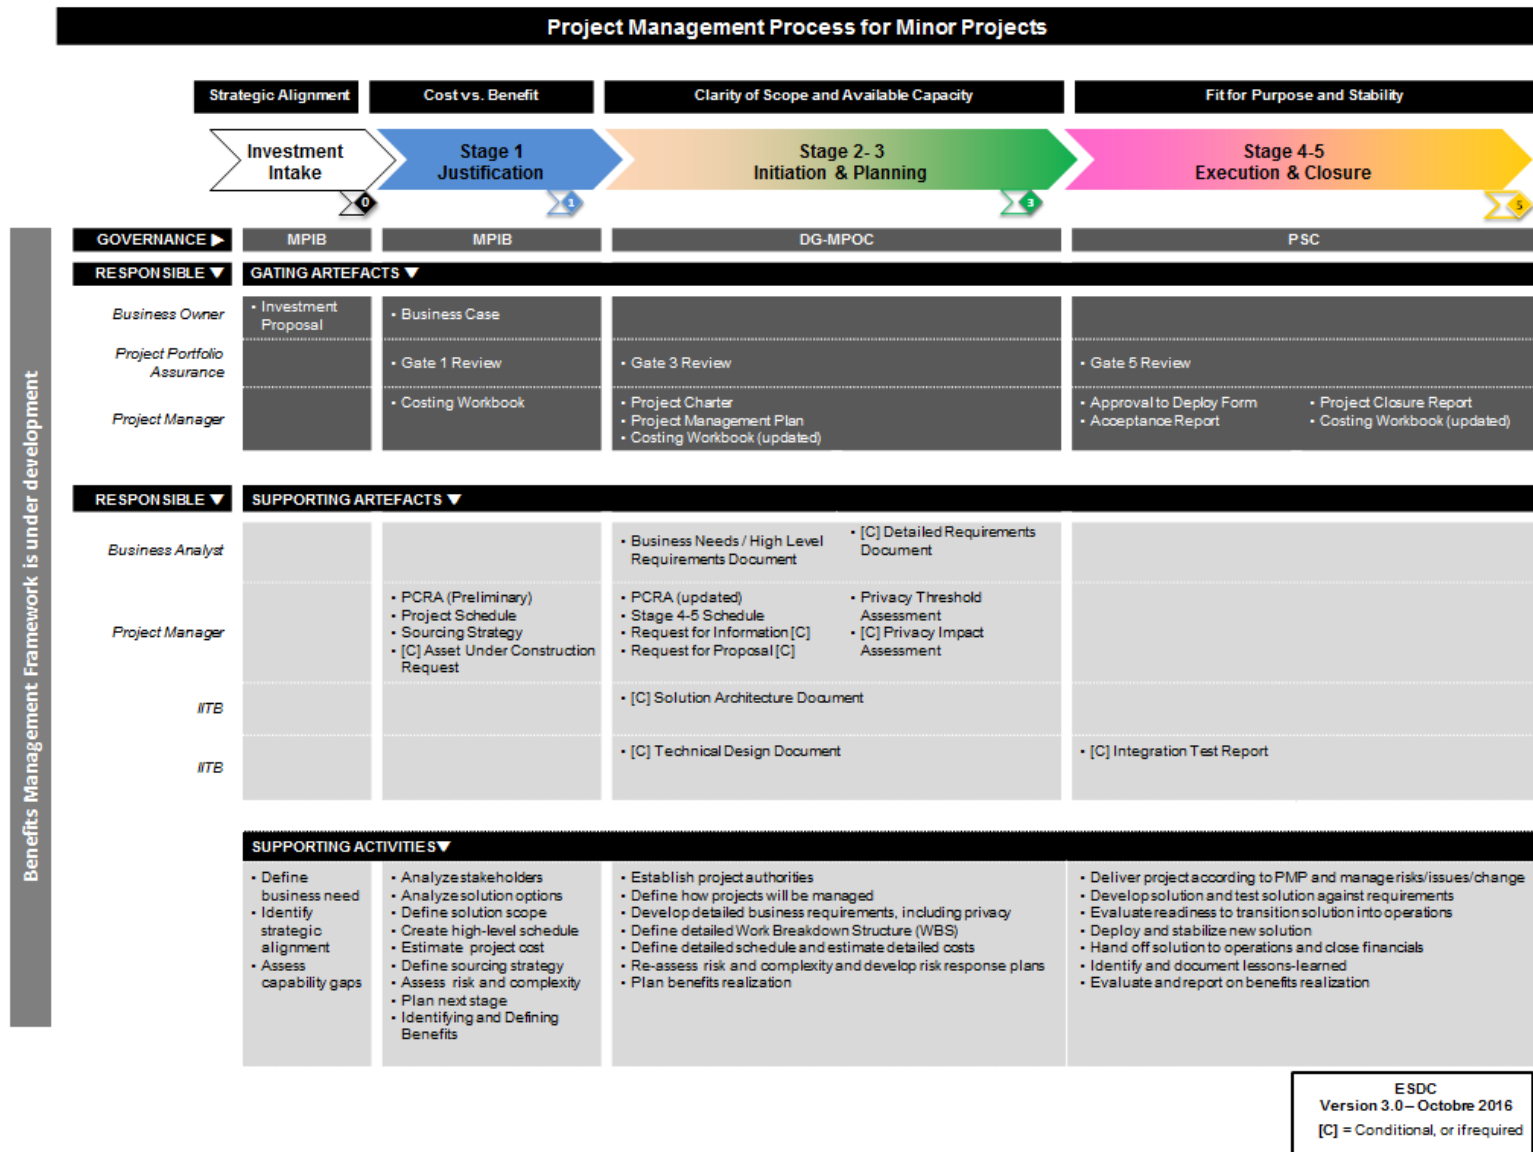 Project Management Process for Minor Projects
Strategic Alignment
Cost vs. Benefit
Clarity of Scope and Available Capacity
Fit for Purpose and Stability
Investment
Intake
Stage 1
Justification
Stage 2- 3
Initiation & Planning
Stage 4-5
Execution & Closure
0
1
3
5
Benefits Management Framework is under development
GOVERNANCE ▶
MPIB
MPIB
DG-MPOC
PSC
RESPONSIBLE ▼
GATING ARTEFACTS ▼
Business Owner
• Investment
Proposal
• Business Case
Project Portfolio
Assurance
• Gate 1 Review
• Gate 3 Review
• Gate 5 Review
Project Manager
• Costing Workbook
• Project Charter
• Project Management Plan
• Costing Workbook (updated)
• Approval to Deploy Form
• Acceptance Report
• Project Closure Report
• Costing Workbook (updated)
RESPONSIBLE ▼
SUPPORTING ARTEFACTS ▼
Business Analyst
• Business Needs / High Level
Requirements Document
• [C] Detailed Requirements
Document
Project Manager
• PCRA (Preliminary)
• Project Schedule
• Sourcing Strategy
• [C] Asset Under Construction
Request
• PCRA (updated)
• Stage 4-5 Schedule
• Request for Information [C]
• Request for Proposal [C]
• Privacy Threshold
Assessment
• [C] Privacy Impact
Assessment
IITB
• [C] Solution Architecture Document
IITB
• [C] Technical Design Document
• [C] Integration Test Report
SUPPORTING ACTIVITIES▼
• Define
business need
• Identify
strategic
alignment
• Assess
capability gaps
• Analyze stakeholders
• Analyze solution options
• Define solution scope
• Create high-level schedule
• Estimate project cost
• Define sourcing strategy
• Assess risk and complexity
• Plan next stage
• Identifying and Defining
Benefits
• Establish project authorities
• Define how projects will be managed
• Develop detailed business requirements, including privacy
• Define detailed Work Breakdown Structure (WBS)
• Define detailed schedule and estimate detailed costs
• Re-assess risk and complexity and develop risk response plans
• Plan benefits realization
• Deliver project according to PMP and manage risks/issues/change
• Develop solution and test solution against requirements
• Evaluate readiness to transition solution into operations
• Deploy and stabilize new solution
• Hand off solution to operations and close financials
• Identify and document lessons-learned
• Evaluate and report on benefits realization
ESDC
Version 3.0 – Octobre 2016
[C] = Conditional, or if required